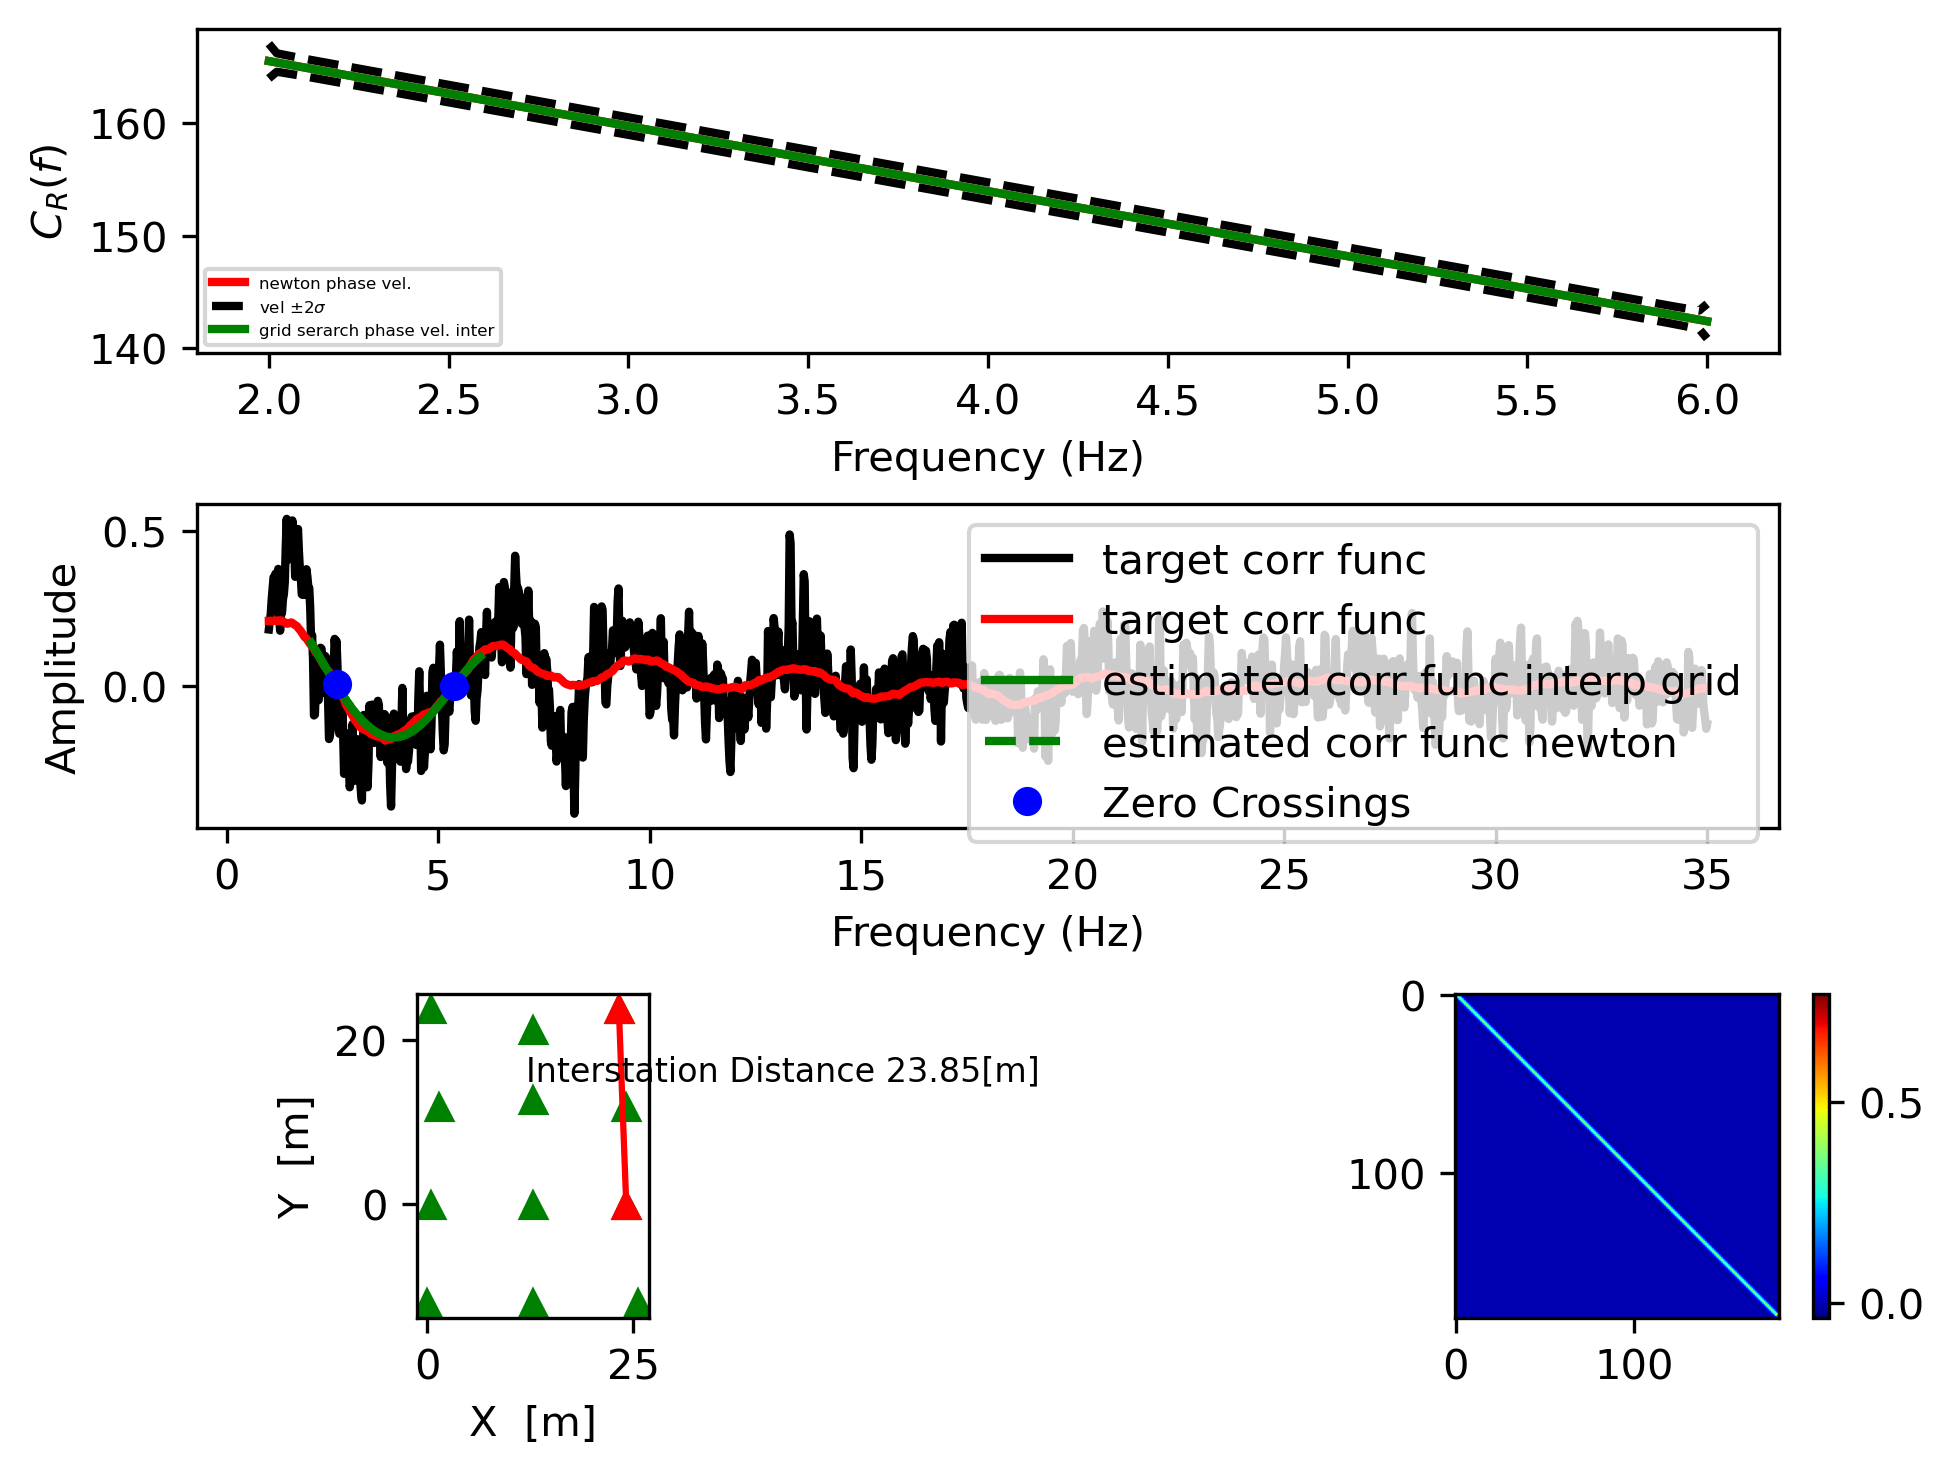 160
150
140
C_R(f)
newton phase vel.
vel ±2σ
grid serarch phase vel. inter
2.0 2.5 3.0 3.5 4.0 4.5 5.0 5.5 6.0
Frequency (Hz)
0.5
0.0
Amplitude
target corr func
target corr func
estimated corr func interp grid
estimated corr func newton
Zero Crossings
0 5 10 15 20 25 30 35
Frequency (Hz)
20
0
Y [m]
Interstation Distance 23.85[m]
0 25
X [m]
0
100
0 100
0.5
0.0